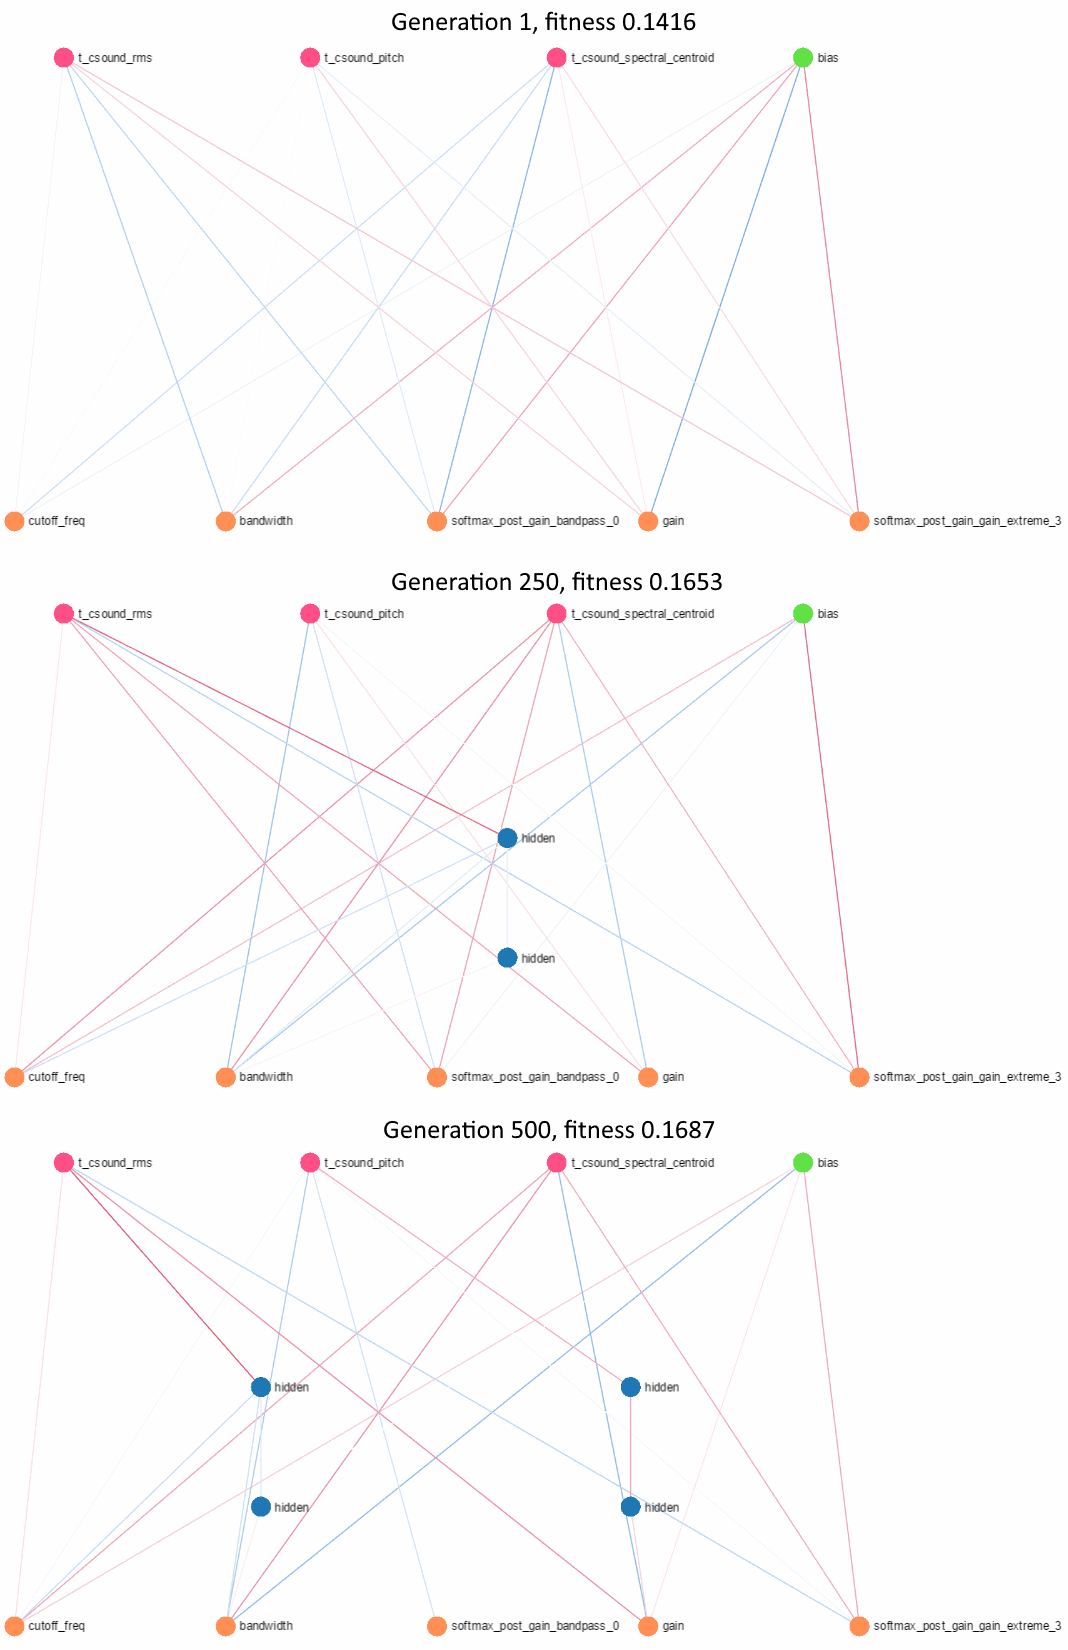 Generation 1, fitness 0.1416
t_csound_rms t_csound_pitch t_csound_spectral_centroid bias
cutoff_freq bandwidth softmax_post_gain_bandpass_0 gain softmax_post_gain_gain_extreme_3
Generation 250, fitness 0.1653
t_csound_rms t_csound_pitch t_csound_spectral_centroid bias
hidden
hidden
cutoff_freq bandwidth softmax_post_gain_bandpass_0 gain softmax_post_gain_gain_extreme_3
Generation 500, fitness 0.1687
t_csound_rms t_csound_pitch t_csound_spectral_centroid bias
hidden hidden
hidden hidden
cutoff_freq bandwidth softmax_post_gain_bandpass_0 gain softmax_post_gain_gain_extreme_3